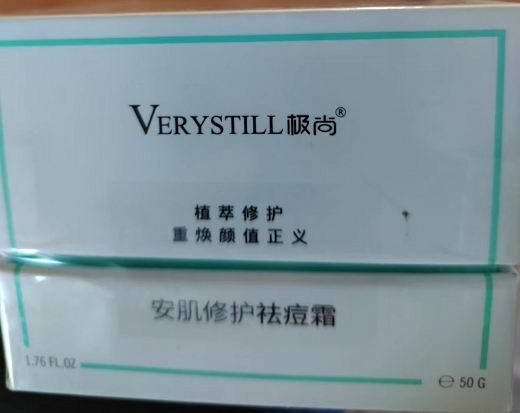 VERYSTILL极尚®
植萃修护
重焕颜值正义
安肌修护祛痘霜
1.76 FL.OZ
℮ 50 G